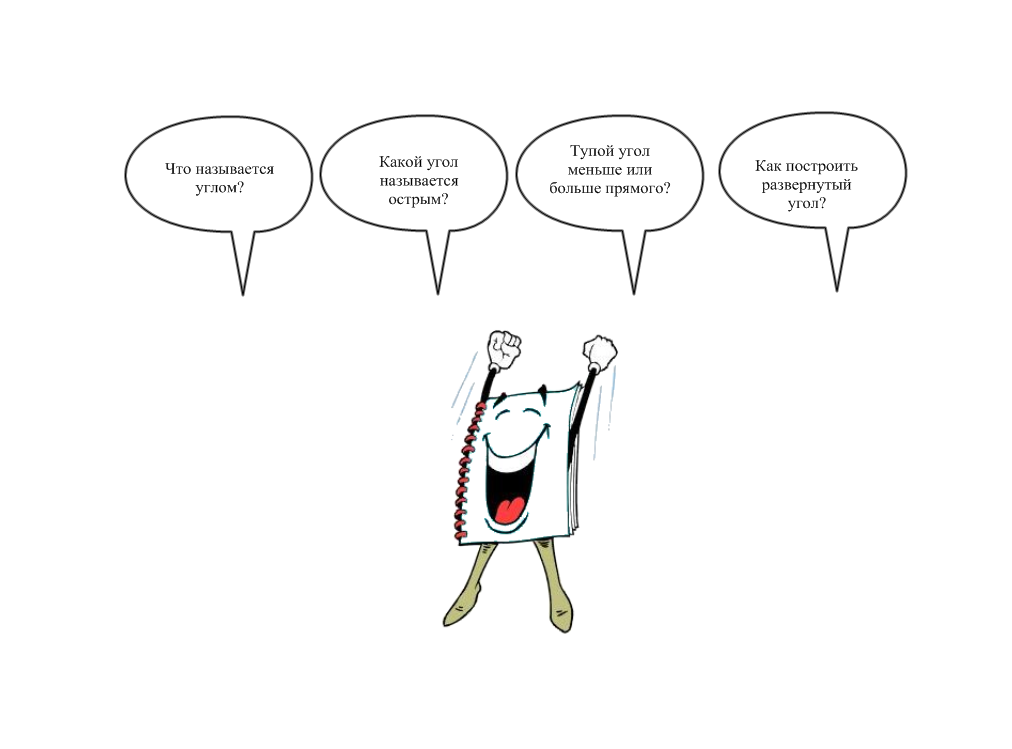 Что называется
углом?
Какой угол
называется
острым?
Тупой угол
меньше или
больше прямого?
Как построить
развернутый
угол?